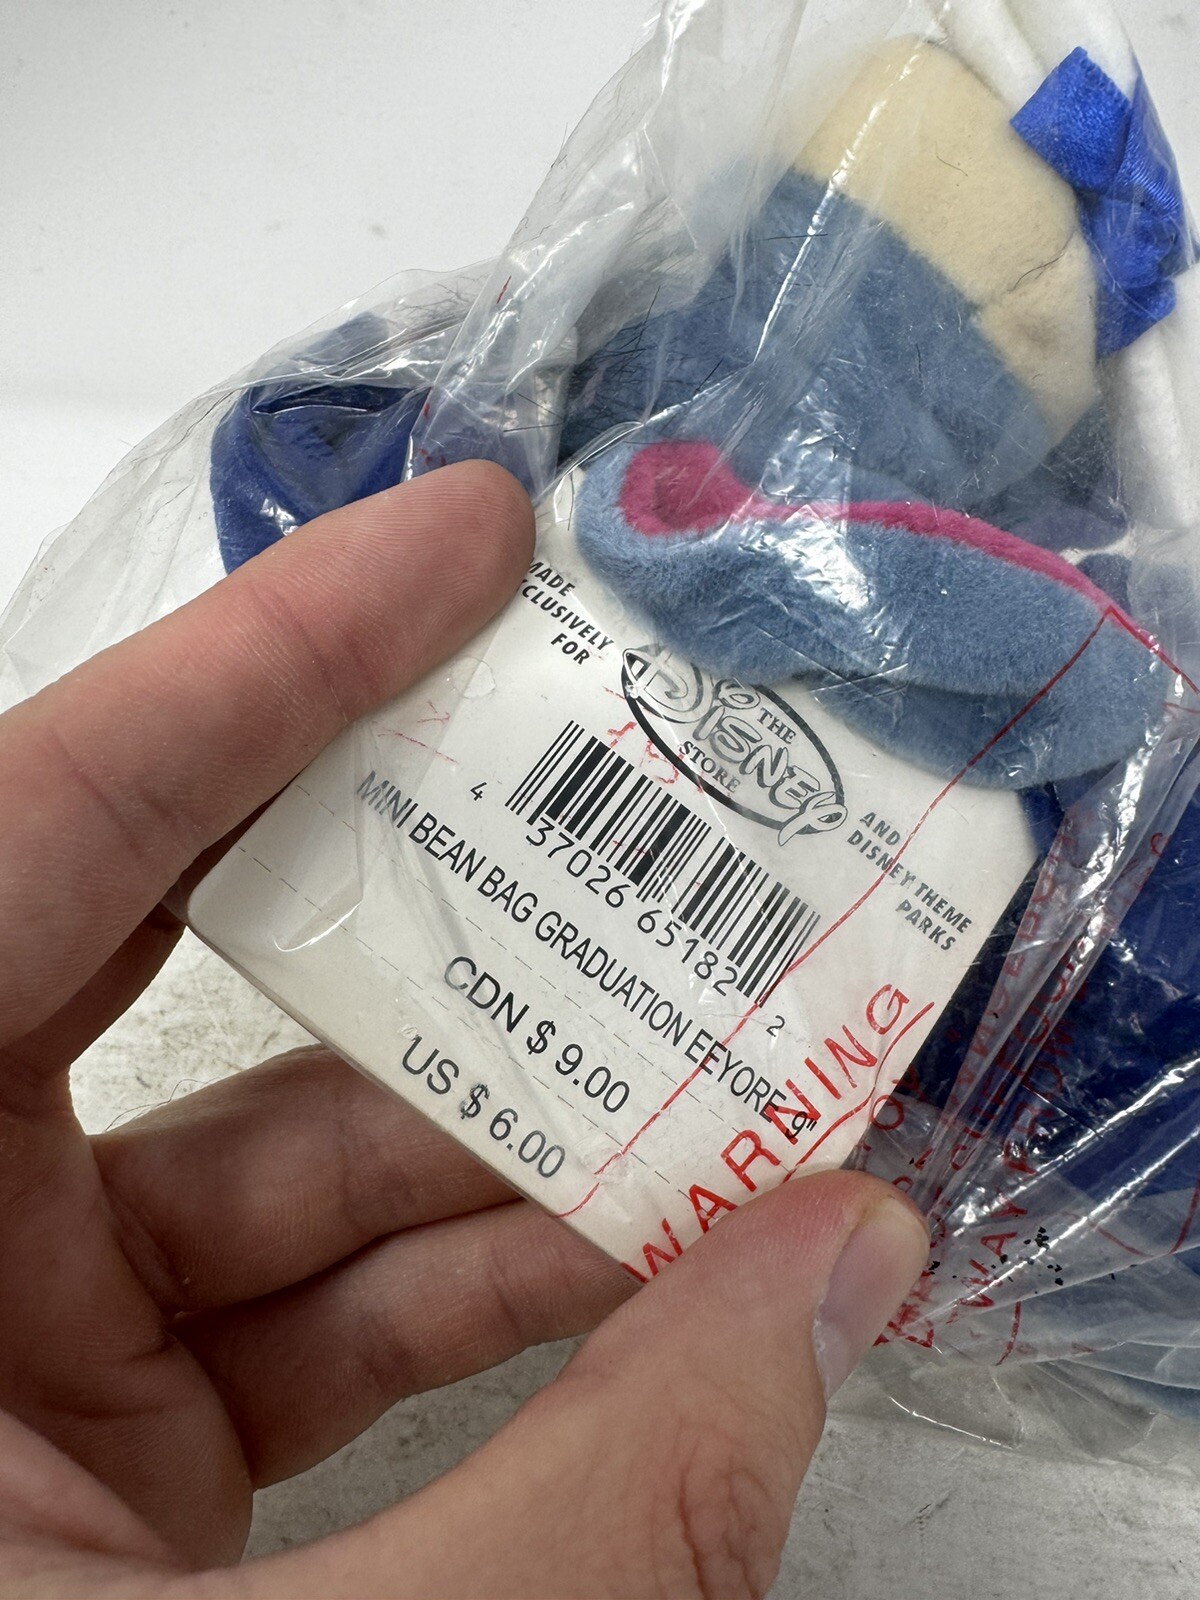 MADE
EXCLUSIVELY
FOR
THE
DISNEY
STORE
AND
DISNEY THEME
PARKS
4 37026 65182 2
MINI BEAN BAG GRADUATION EEYORE 9"
CDN $ 9.00
US $ 6.00
WARNING